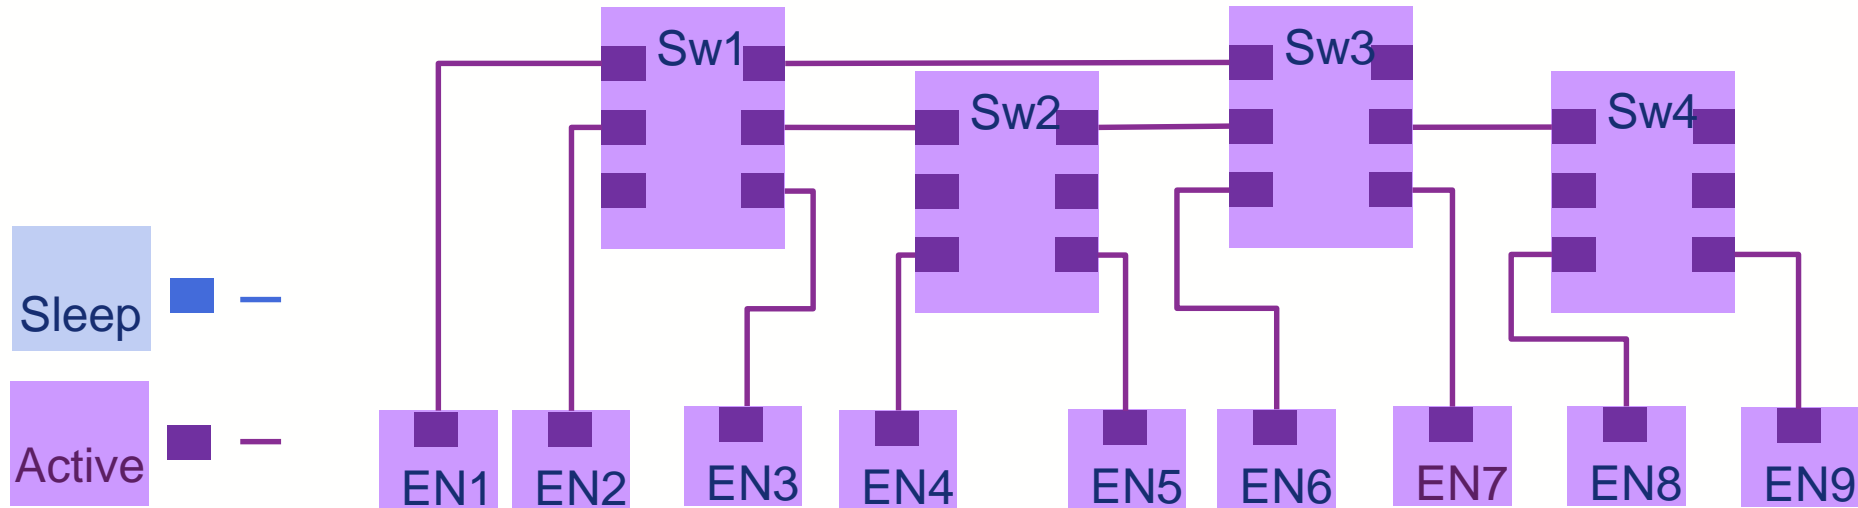 Sw1
Sw3
Sw2
Sw4
Sleep
Active
EN1
EN2
EN3
EN4
EN5
EN6
EN7
EN8
EN9